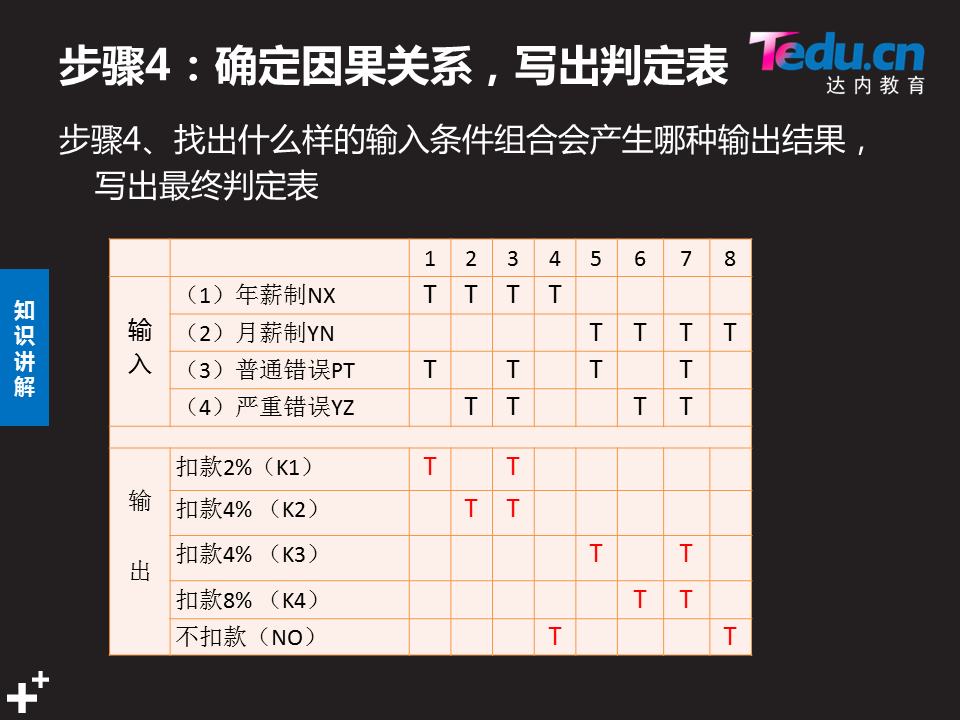 步骤4：确定因果关系，写出判定表
Tedu.cn
达内教育
步骤4、找出什么样的输入条件组合会产生哪种输出结果，
写出最终判定表
知识讲解
1 2 3 4 5 6 7 8
输入
（1）年薪制NX T T T T
（2）月薪制YN T T T T
（3）普通错误PT T T T T
（4）严重错误YZ T T T T
输出
扣款2%（K1） T T
扣款4% （K2） T T
扣款4% （K3） T T
扣款8% （K4） T T
不扣款（NO） T T